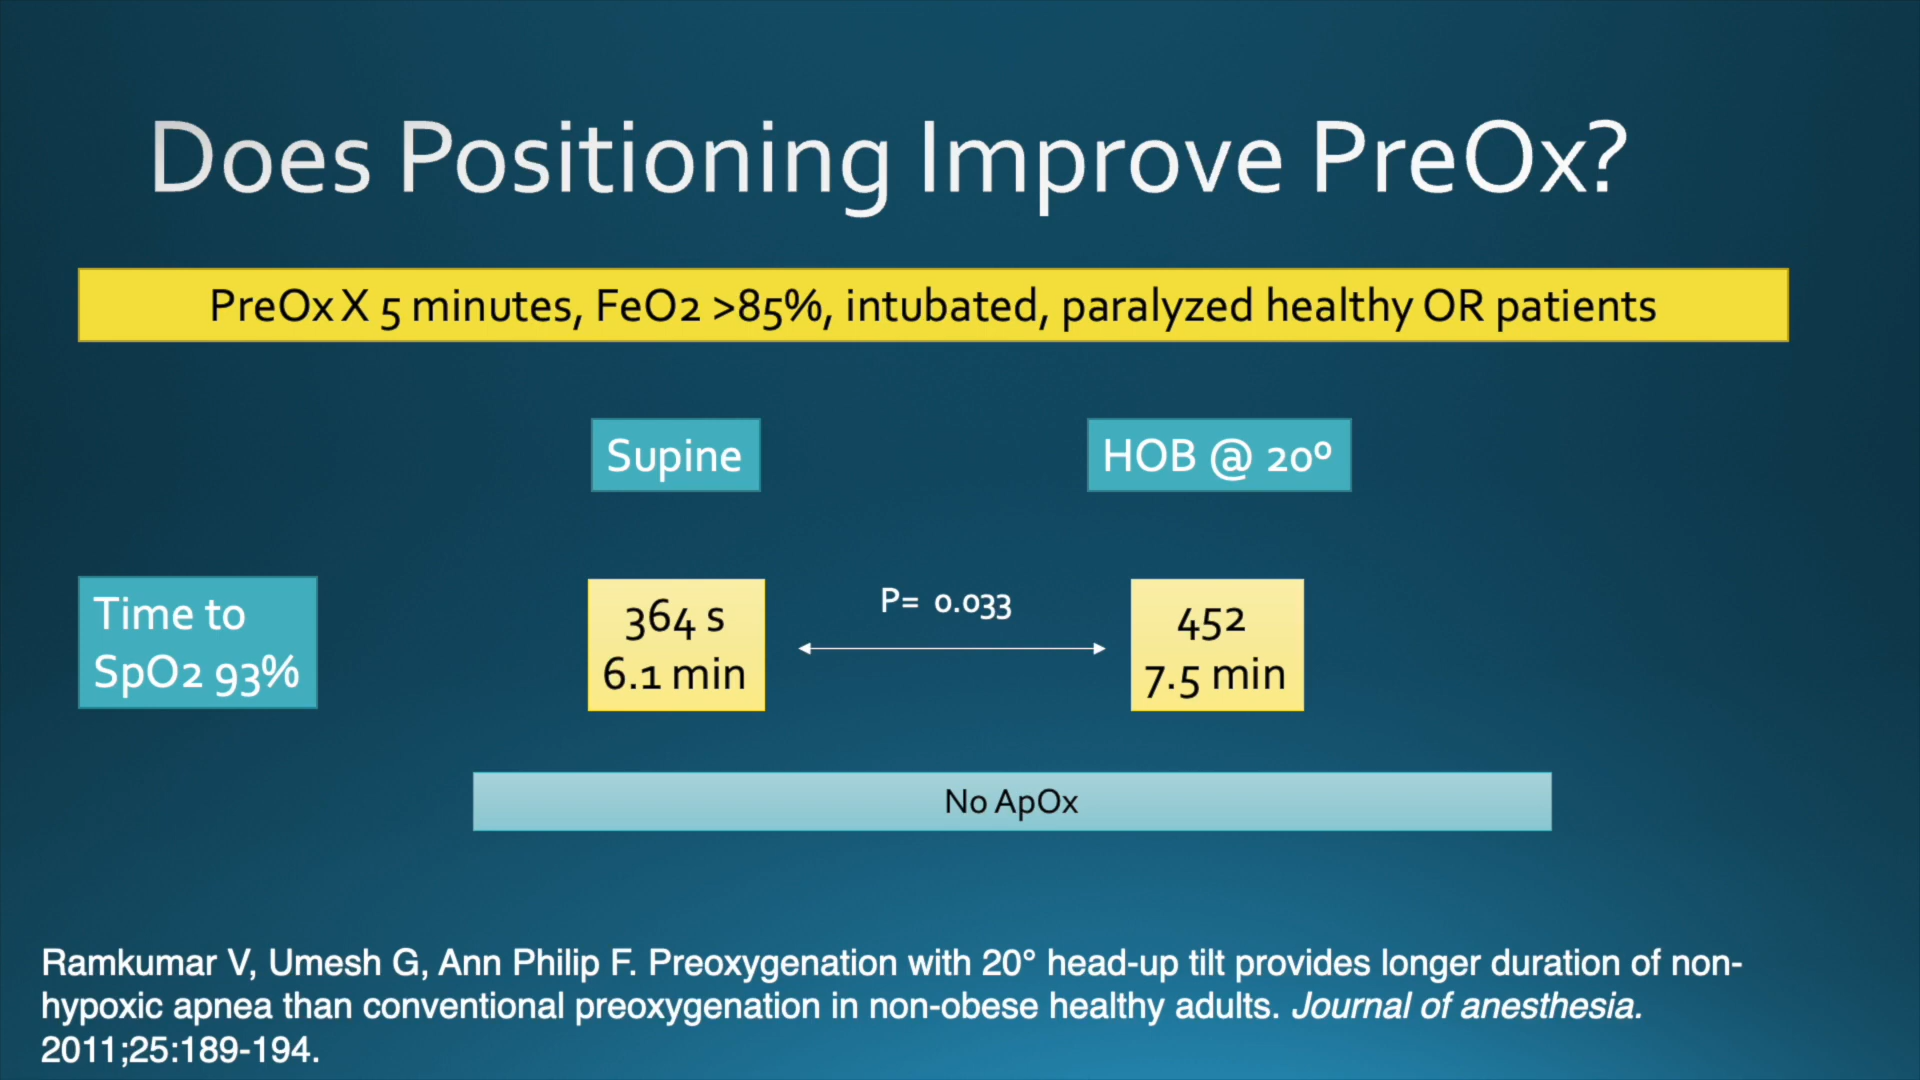 Does Positioning Improve PreOx?
PreOx X 5 minutes, FeO2 >85%, intubated, paralyzed healthy OR patients
Supine
HOB @ 20º
Time to
SpO2 93%
364 s
6.1 min
P= 0.033
452
7.5 min
No ApOx
Ramkumar V, Umesh G, Ann Philip F. Preoxygenation with 20° head-up tilt provides longer duration of non-
hypoxic apnea than conventional preoxygenation in non-obese healthy adults. Journal of anesthesia.
2011;25:189-194.